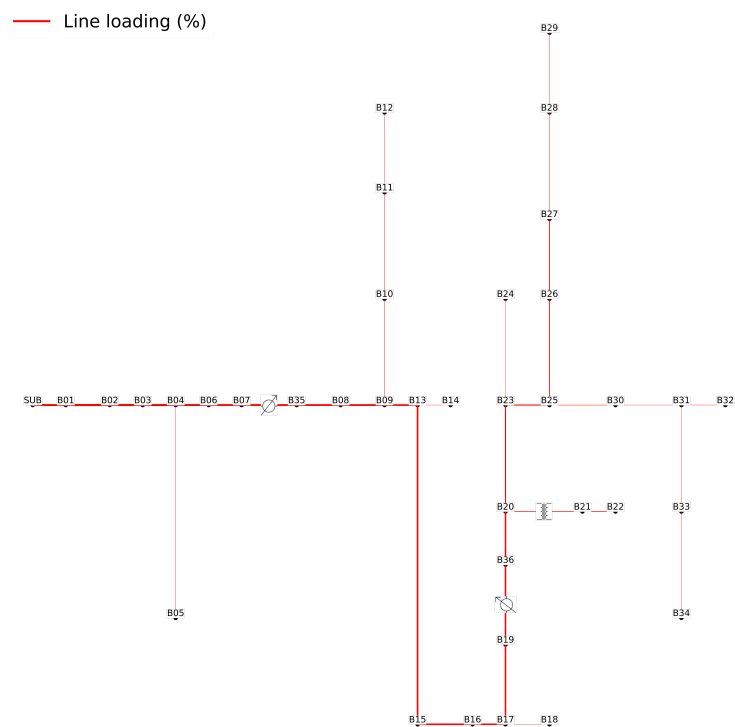 Line loading (%)
B29
B12
B28
B11
B27
B10
B24
B26
SUB
B01
B02
B03
B04
B06
B07
B35
B08
B09
B13
B14
B23
B25
B30
B31
B32
B20
B21
B22
B33
B36
B05
B34
B19
B15
B16
B17
B18